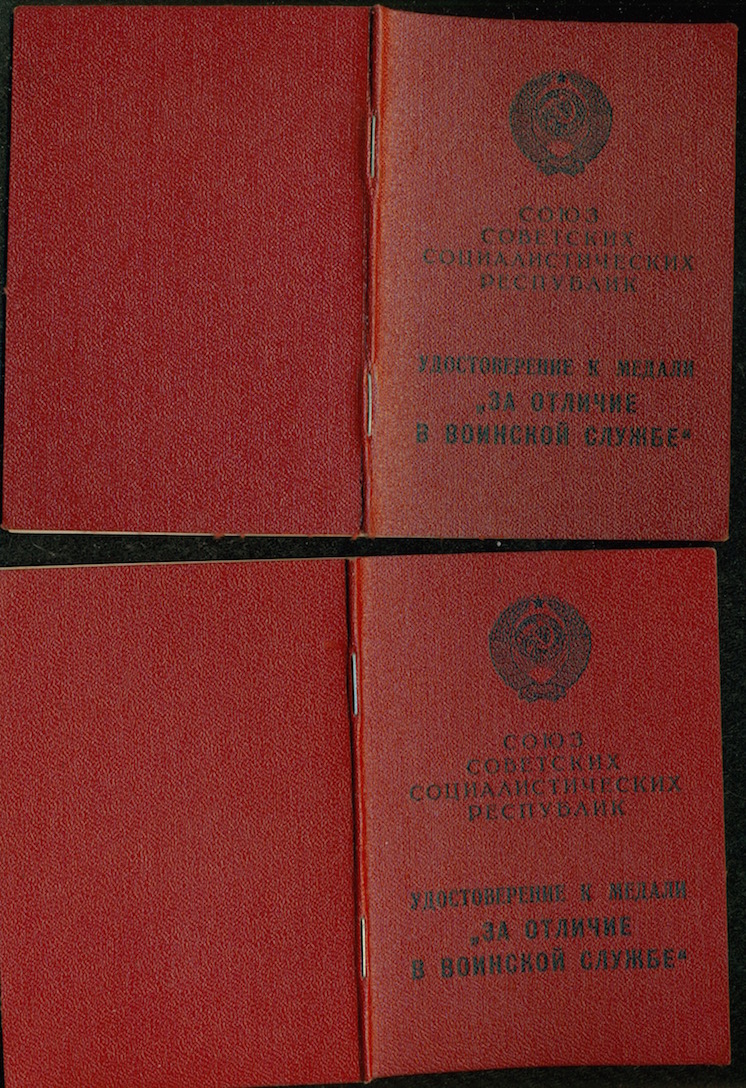 СОЮЗ
СОВЕТСКИХ
СОЦИАЛИСТИЧЕСКИХ
РЕСПУБЛИК
УДОСТОВЕРЕНИЕ К МЕДАЛИ
„ЗА ОТЛИЧИЕ
В ВОИНСКОЙ СЛУЖБЕ“
СОЮЗ
СОВЕТСКИХ
СОЦИАЛИСТИЧЕСКИХ
РЕСПУБЛИК
УДОСТОВЕРЕНИЕ К МЕДАЛИ
„ЗА ОТЛИЧИЕ
В ВОИНСКОЙ СЛУЖБЕ“